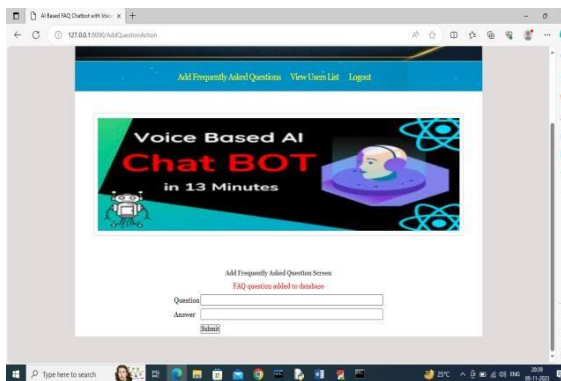 AI Based FAQ Chatbot with Voice
127.0.0.1:8000/AddQuestionAction
Add Frequently Asked Questions View Users List Logout
Voice Based AI
Chat BOT
in 13 Minutes
Add Frequently Asked Question Screen
FAQ question added to database
Question
Answer
Submit
Type here to search
25°C
ENG
20:39
09-11-2023